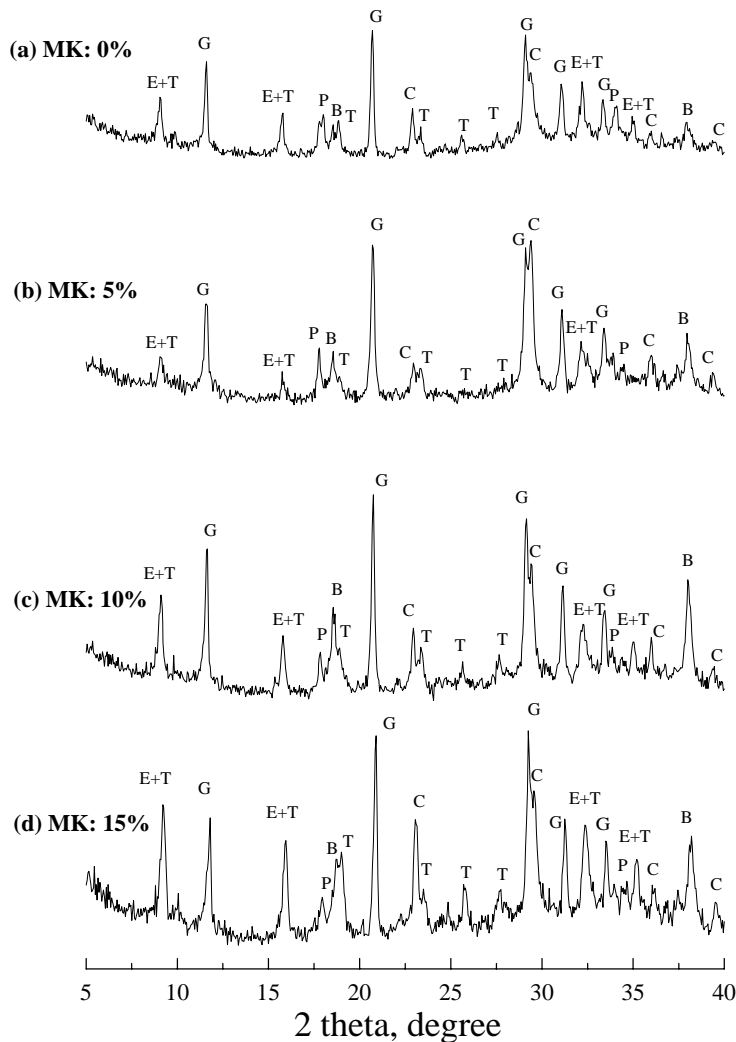 (a) MK: 0%
E+T G E+T P B T G C T T T G C G E+T G P E+T C B C
(b) MK: 5%
E+T G E+T P B T G C T T T G C G E+T G P C B C
(c) MK: 10%
E+T G E+T P B T G C T T T G C G E+T G P E+T C B C
(d) MK: 15%
E+T G E+T P B T G C T T T G C G E+T G P E+T C B C
5 10 15 20 25 30 35 40
2 theta, degree